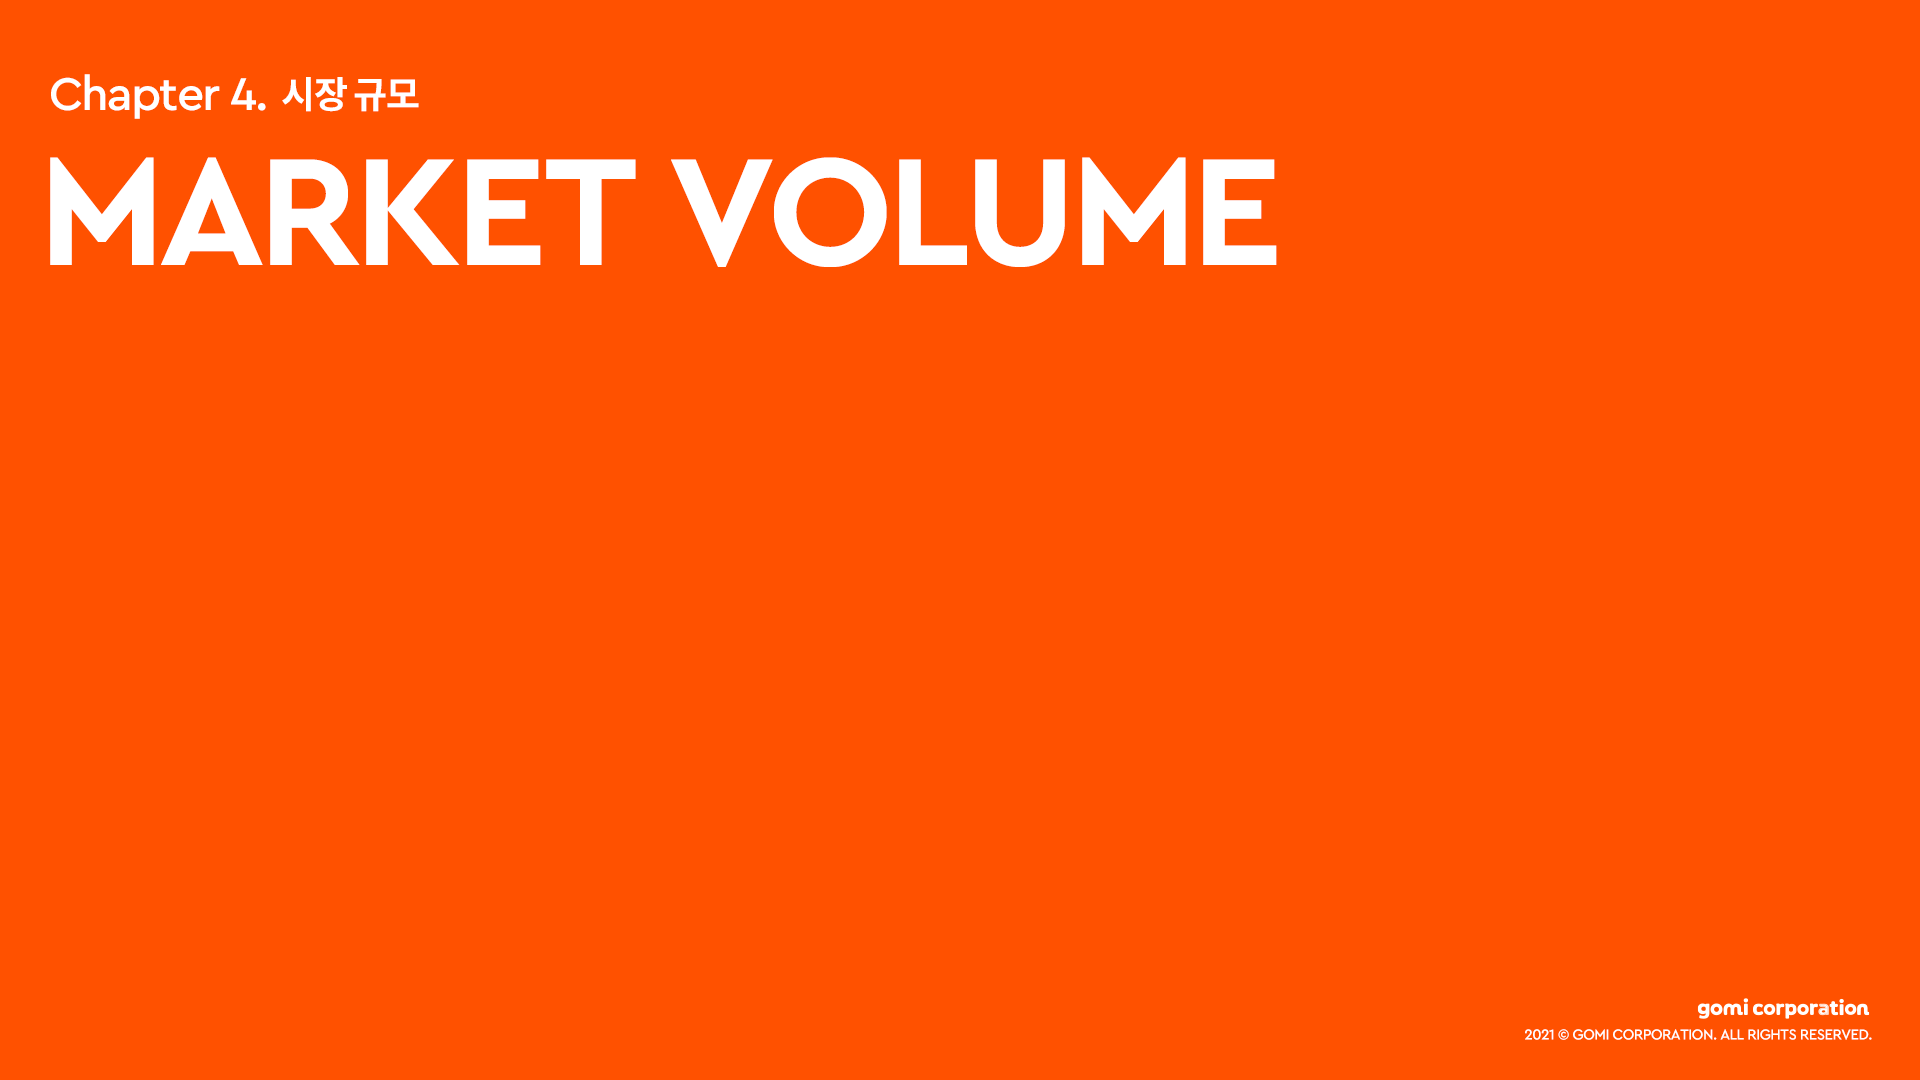 Chapter 4. 시장 규모
MARKET VOLUME
gomi corporation
2021 © GOMI CORPORATION. ALL RIGHTS RESERVED.